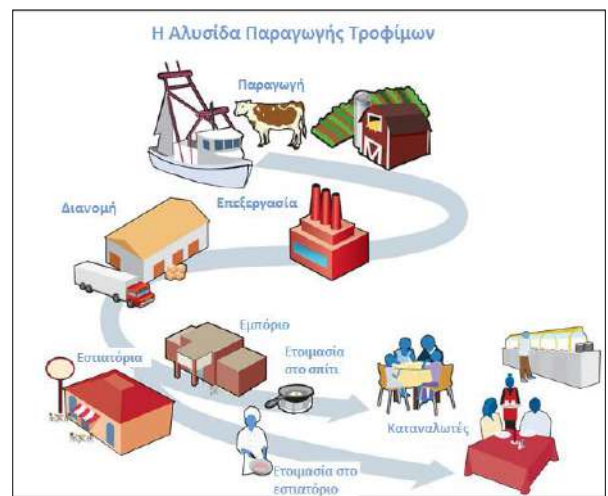 Η Αλυσίδα Παραγωγής Τροφίμων
Παραγωγή
Επεξεργασία
Διανομή
Εμπόριο
Εστιατόρια
Ετοιμασία
στο σπίτι
Καταναλωτές
Ετοιμασία στο
εστιατόριο